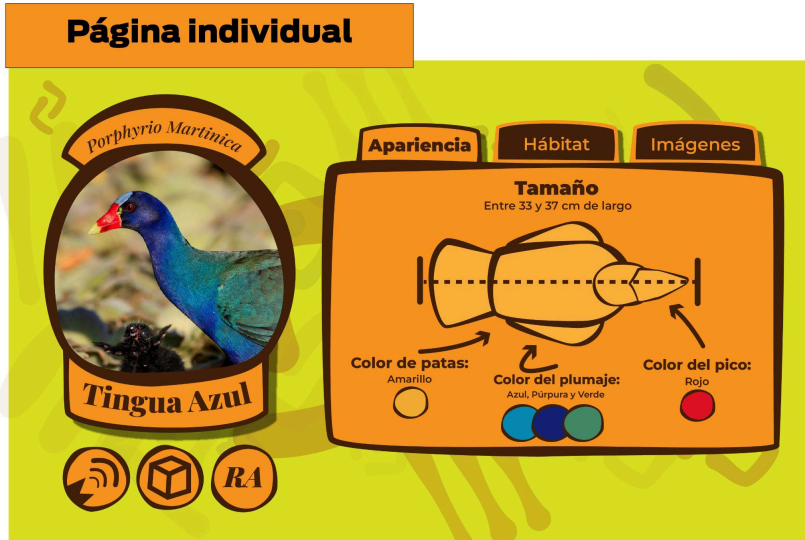 Página individual
Porphyrio Martinica
Tingua Azul
RA
Apariencia
Hábitat
Imágenes
Tamaño
Entre 33 y 37 cm de largo
Color de patas:
Amarillo
Color del plumaje:
Azul, Púrpura y Verde
Color del pico:
Rojo